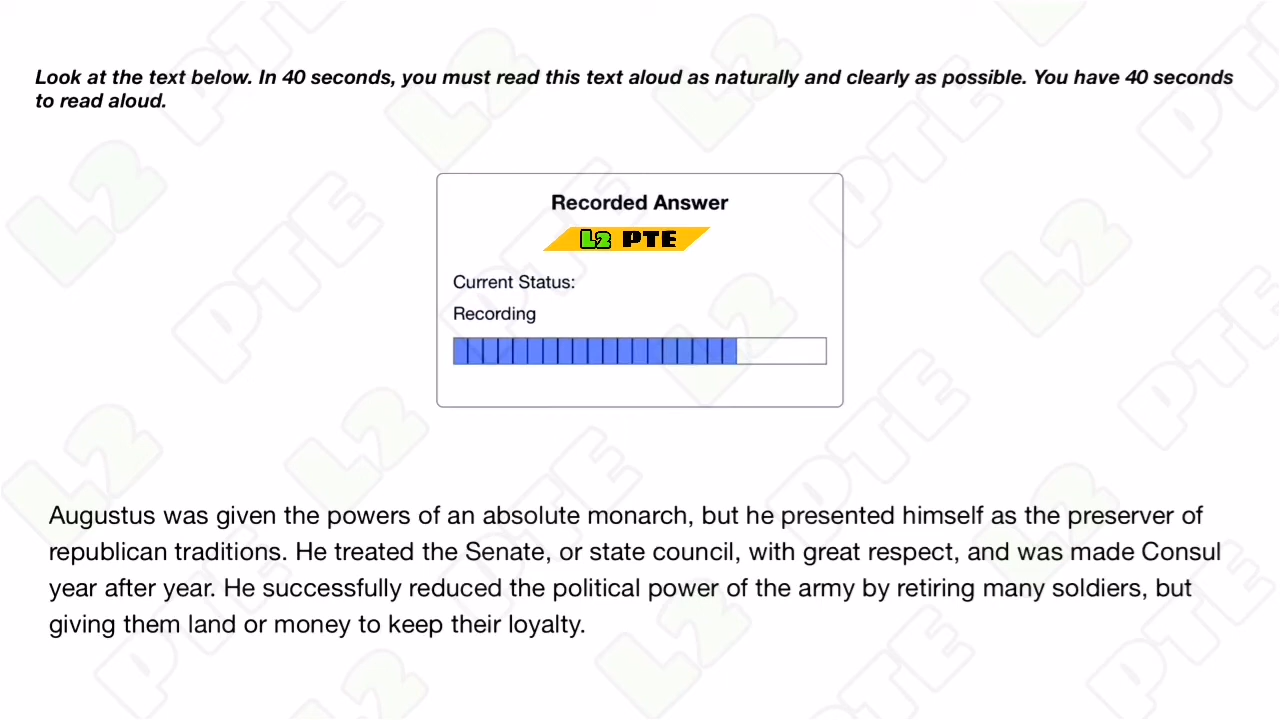 Look at the text below. In 40 seconds, you must read this text aloud as naturally and clearly as possible. You have 40 seconds
to read aloud.
Recorded Answer
L2 PTE
Current Status:
Recording
Augustus was given the powers of an absolute monarch, but he presented himself as the preserver of
republican traditions. He treated the Senate, or state council, with great respect, and was made Consul
year after year. He successfully reduced the political power of the army by retiring many soldiers, but
giving them land or money to keep their loyalty.